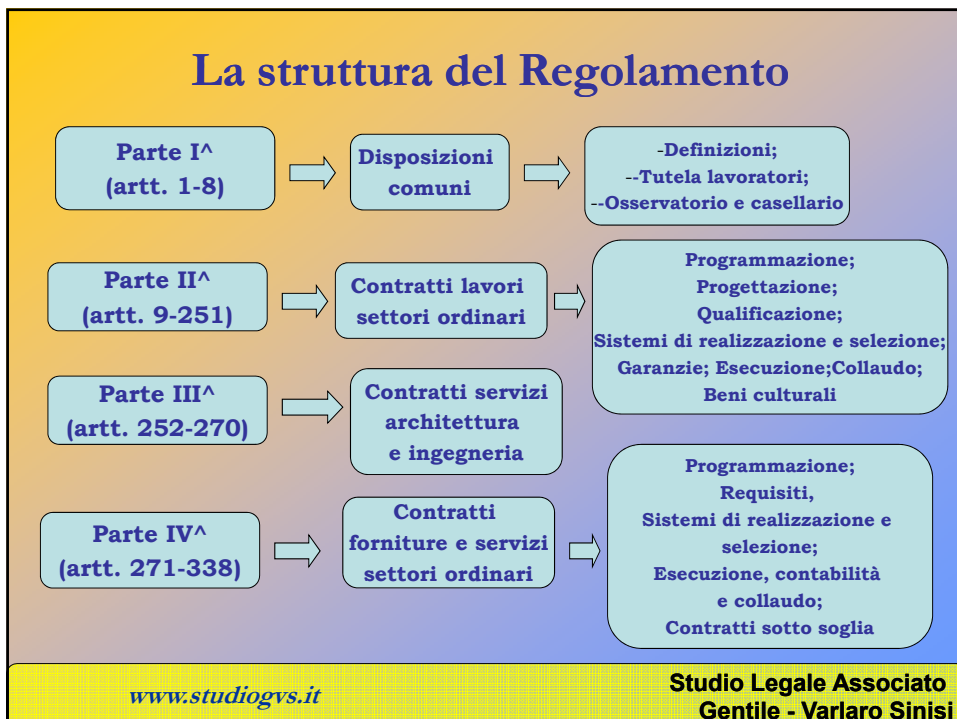 La struttura del Regolamento
Parte I^
(artt. 1-8)
Disposizioni
comuni
-Definizioni;
--Tutela lavoratori;
--Osservatorio e casellario
Parte II^
(artt. 9-251)
Contratti lavori
settori ordinari
Programmazione;
Progettazione;
Qualificazione;
Sistemi di realizzazione e selezione;
Garanzie; Esecuzione;Collaudo;
Beni culturali
Parte III^
(artt. 252-270)
Contratti servizi
architettura
e ingegneria
Parte IV^
(artt. 271-338)
Contratti
forniture e servizi
settori ordinari
Programmazione;
Requisiti,
Sistemi di realizzazione e
selezione;
Esecuzione, contabilità
e collaudo;
Contratti sotto soglia
www.studiogvs.it
Studio Legale Associato
Gentile - Varlaro Sinisi